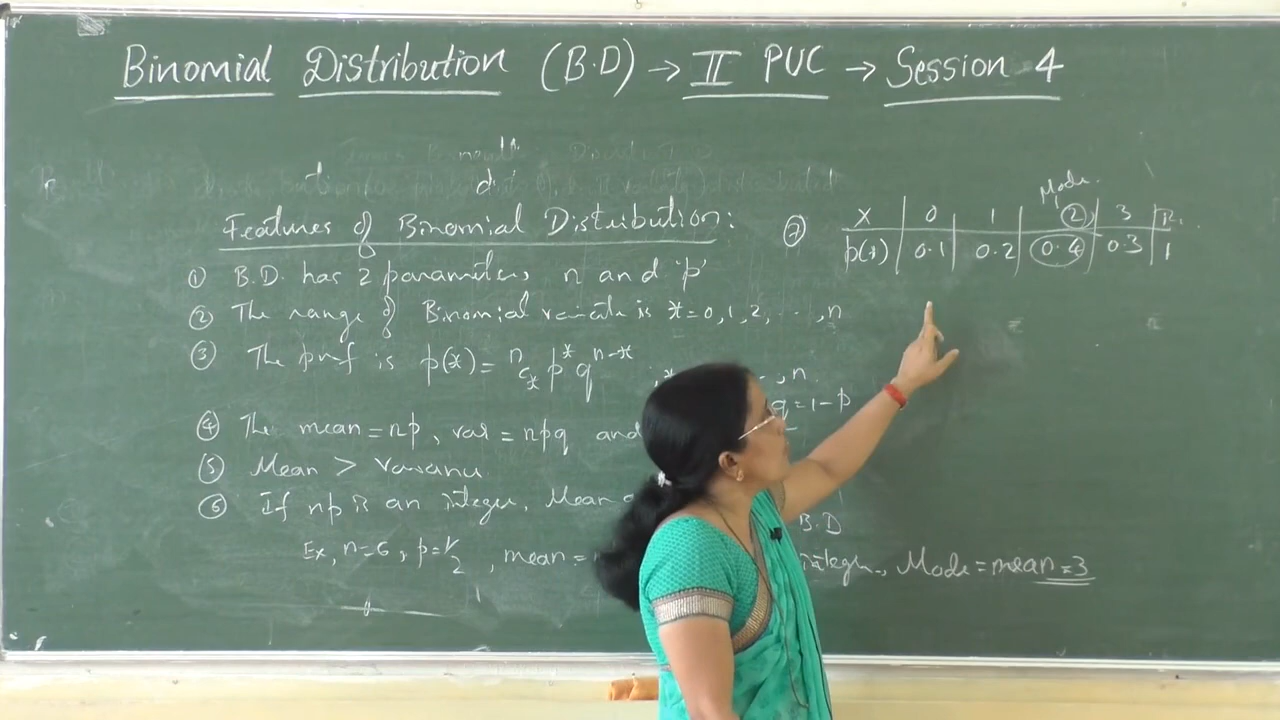 Binomial Distribution (B.D) → II PUC → Session 4
Features of Binomial Distribution:
① B.D. has 2 parameters, n and 'p'
② The range of Binomial variate is x=0,1,2, ..., n
③ The pmf is p(x) = ⁿCₓ pˣ qⁿ⁻ˣ , n.
q=1-p
④ The mean = np, var = npq and
⑤ Mean > variance
⑥ If np is an integer, Mean
B.D
Ex, n=6, p=1/2, mean = integer, Mode = mean = 3
Mode.
⑦ X 0 1 2 3
p(x) 0.1 0.2 0.4 0.3 1